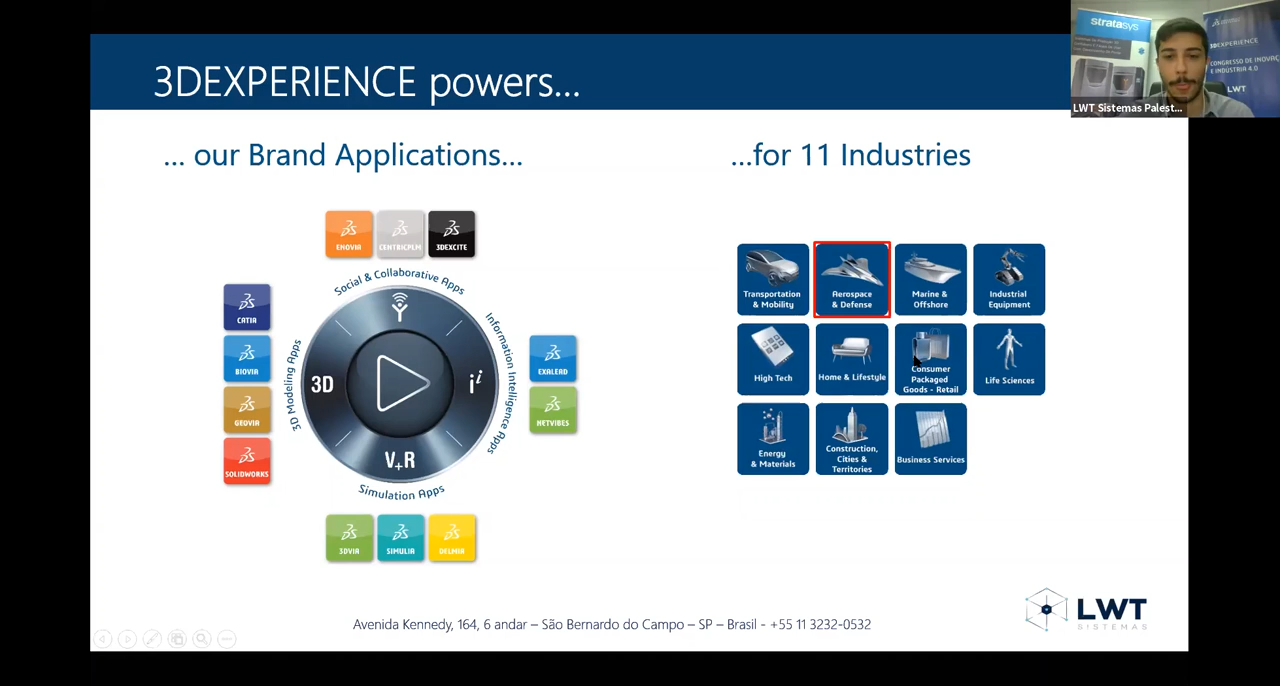 3DEXPERIENCE powers...
... our Brand Applications...
...for 11 Industries
ENOVIA
CENTRICPLM
3DEXCITE
Social & Collaborative Apps
CATIA
BIOVIA
GEOVIA
SOLIDWORKS
3D Modeling Apps
3D
i i
V+R
Information Intelligence Apps
EXALEAD
NETVIBES
Simulation Apps
3DVIA
SIMULIA
DELMIA
Transportation
& Mobility
Aerospace
& Defense
Marine &
Offshore
Industrial
Equipment
High Tech
Home & Lifestyle
Consumer
Packaged
Goods - Retail
Life Sciences
Energy
& Materials
Construction,
Cities &
Territories
Business Services
Avenida Kennedy, 164, 6 andar – São Bernardo do Campo – SP – Brasil - +55 11 3232-0532
LWT
SISTEMAS
stratasys
3DEXPERIENCE
CONGRESSO DE INOVAÇ
E INDÚSTRIA 4.0
LWT
LWT Sistemas Palest...